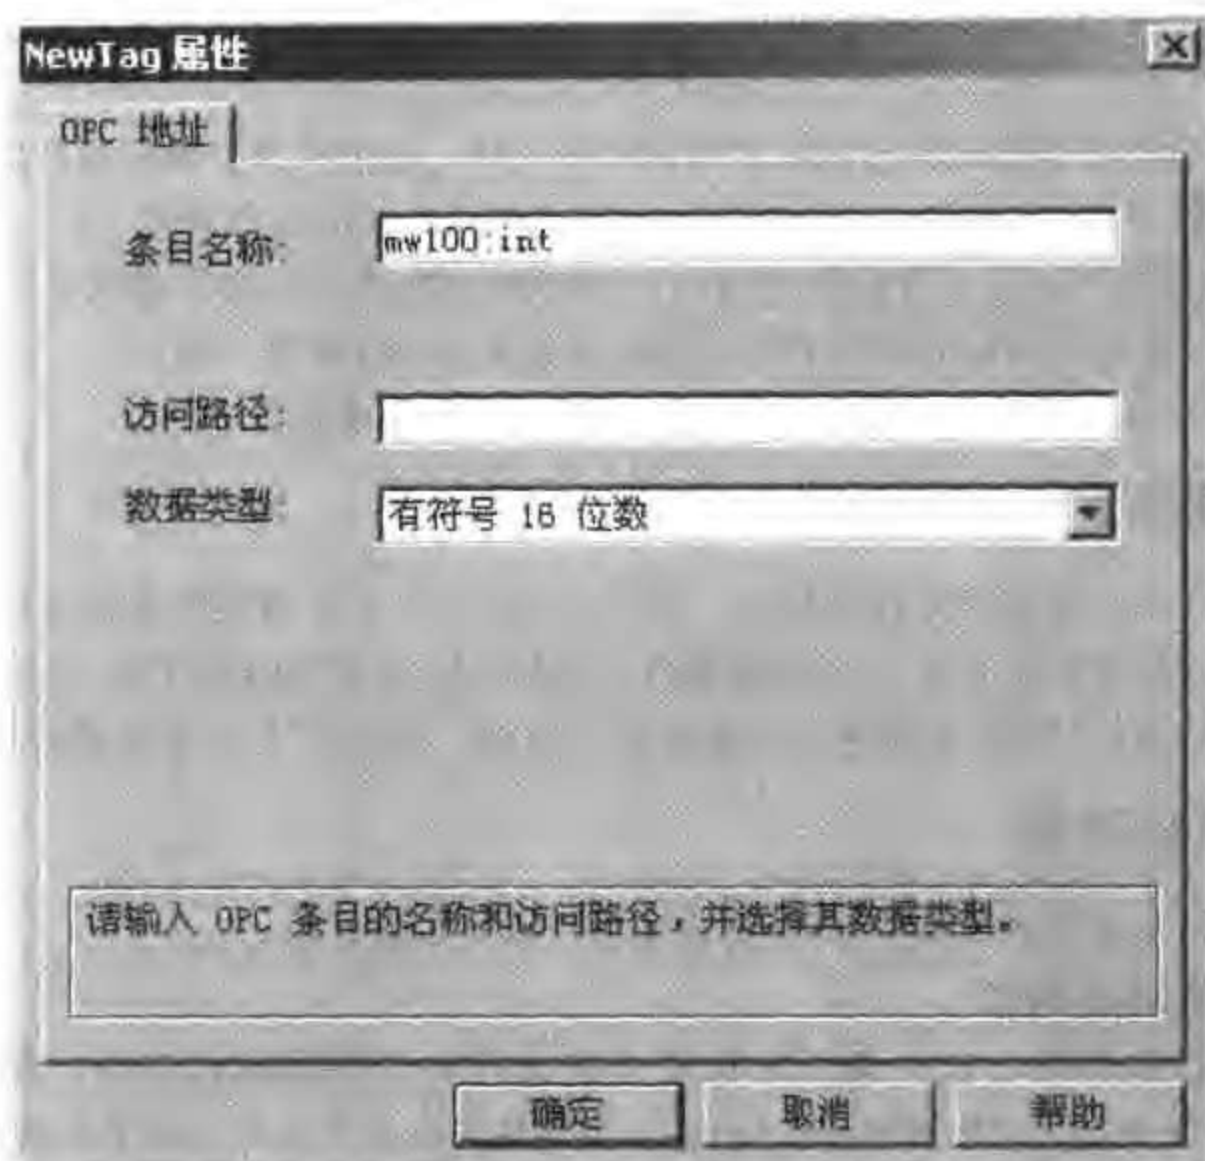 NewTag 属性
OPC 地址
条目名称:
mw100:int
访问路径:
数据类型:
有符号 16 位数
请输入 OPC 条目的名称和访问路径，并选择其数据类型。
确定
取消
帮助